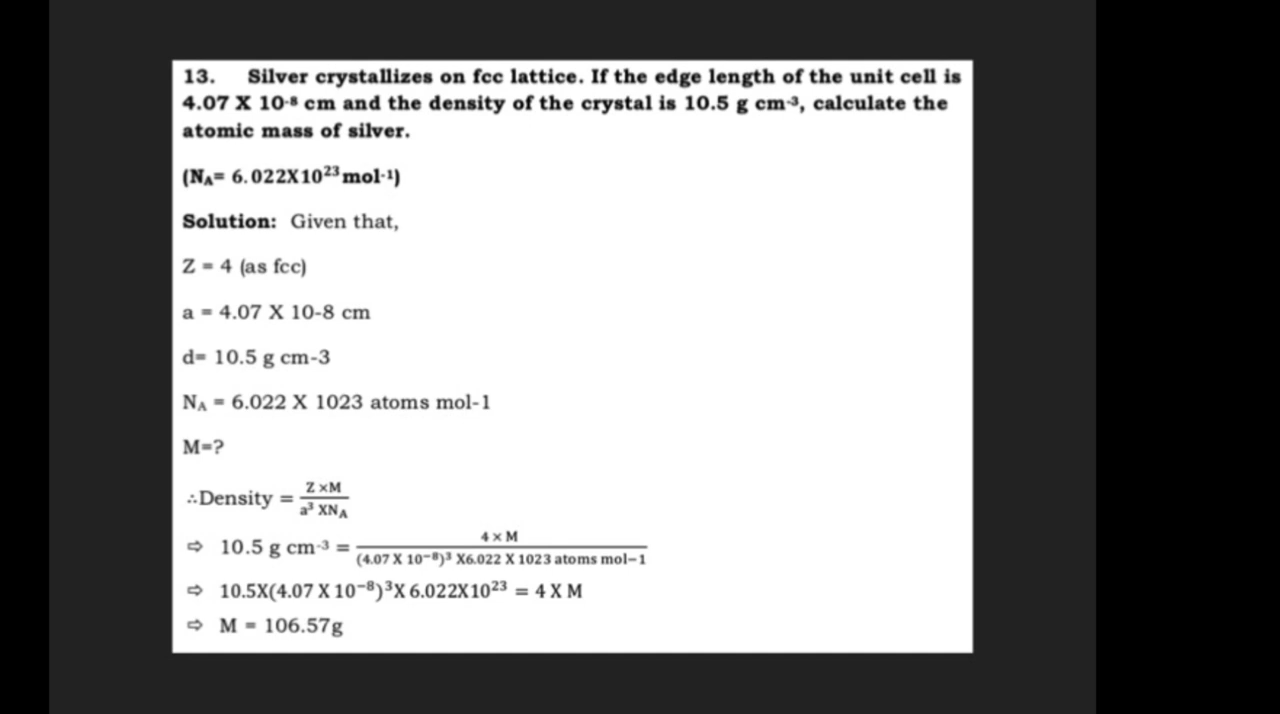 13. Silver crystallizes on fcc lattice. If the edge length of the unit cell is
4.07 X 10⁻⁸ cm and the density of the crystal is 10.5 g cm⁻³, calculate the
atomic mass of silver.
(Nᴀ= 6.022X10²³ mol⁻¹)
Solution: Given that,
Z = 4 (as fcc)
a = 4.07 X 10-8 cm
d= 10.5 g cm-3
Nᴀ = 6.022 X 1023 atoms mol-1
M=?
∴Density = Z×M / a³ XNᴀ
⇨ 10.5 g cm⁻³ = 4 × M / (4.07 X 10⁻⁸)³ X6.022 X 1023 atoms mol−1
⇨ 10.5X(4.07 X 10⁻⁸)³X 6.022X10²³ = 4 X M
⇨ M = 106.57g